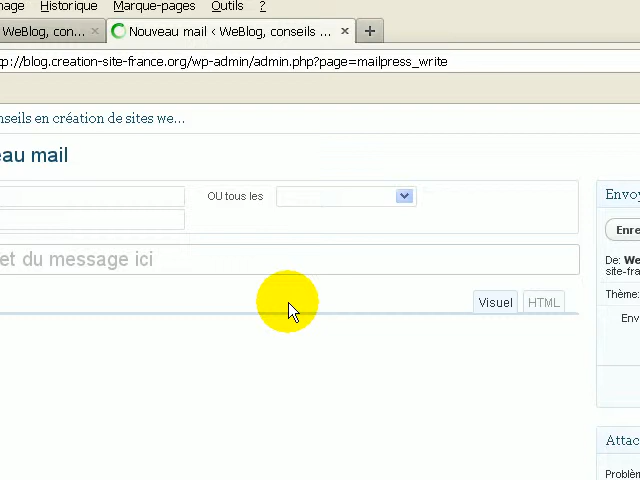 nage Historique Marque-pages Outils ?
WeBlog, con... × Nouveau mail ‹ WeBlog, conseils ... × +
tp://blog.creation-site-france.org/wp-admin/admin.php?page=mailpress_write
nseils en création de sites we...
eau mail
OU tous les
Envoy
Enre
et du message ici
De: We
site-fra
Thème:
Visuel HTML
Env
Attac
Problèm